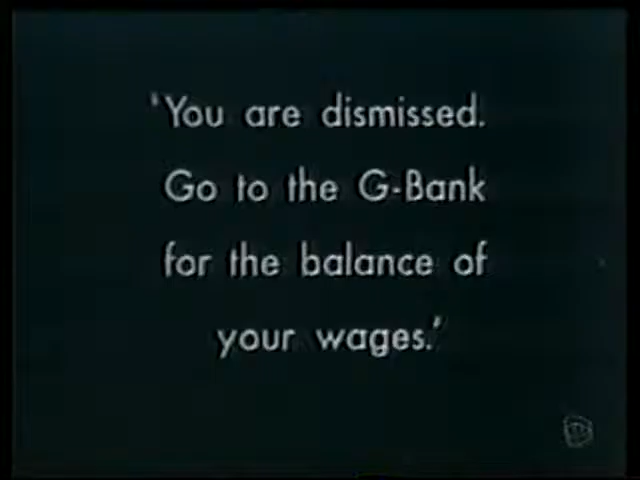 'You are dismissed.
Go to the G-Bank
for the balance of
your wages.'